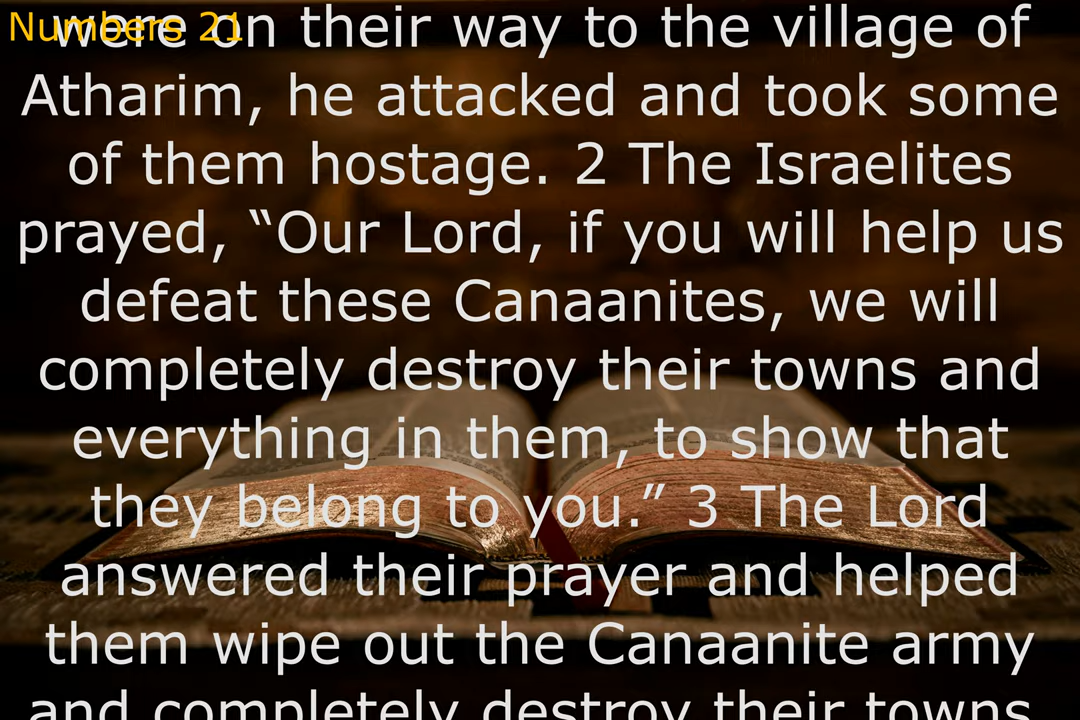 Numbers 21
were on their way to the village of
Atharim, he attacked and took some
of them hostage. 2 The Israelites
prayed, “Our Lord, if you will help us
defeat these Canaanites, we will
completely destroy their towns and
everything in them, to show that
they belong to you.” 3 The Lord
answered their prayer and helped
them wipe out the Canaanite army
and completely destroy their towns.